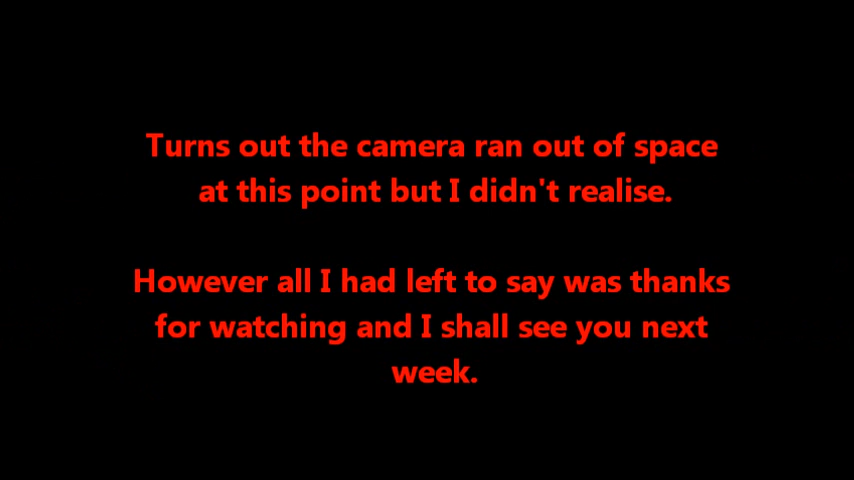 Turns out the camera ran out of space
at this point but I didn't realise.
However all I had left to say was thanks
for watching and I shall see you next
week.